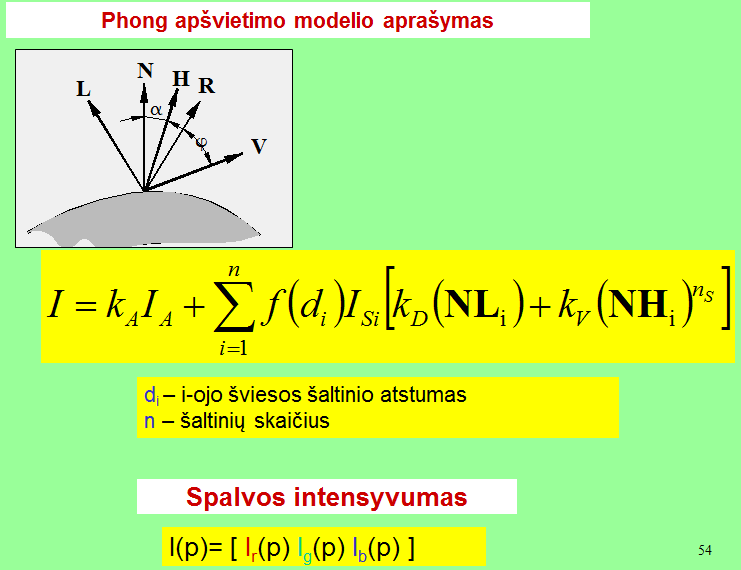 Phong apšvietimo modelio aprašymas
L N H R V
α φ
I = k_A I_A + ∑_{i=1}^{n} f(d_i) I_{Si} [k_D (NL_i) + k_V (NH_i)^{n_S}]
d_i – i-ojo šviesos šaltinio atstumas
n – šaltinių skaičius
Spalvos intensyvumas
I(p)= [ I_r(p) I_g(p) I_b(p) ]
54